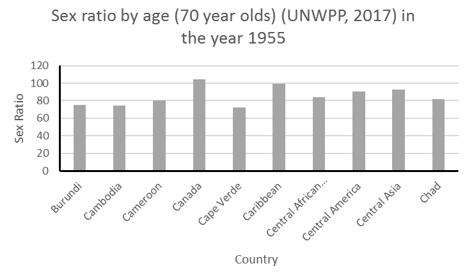 Sex ratio by age (70 year olds) (UNWPP, 2017) in
the year 1955
120
100
80
60
40
20
0
Sex Ratio
Burundi
Cambodia
Cameroon
Canada
Cape Verde
Caribbean
Central African...
Central America
Central Asia
Chad
Country